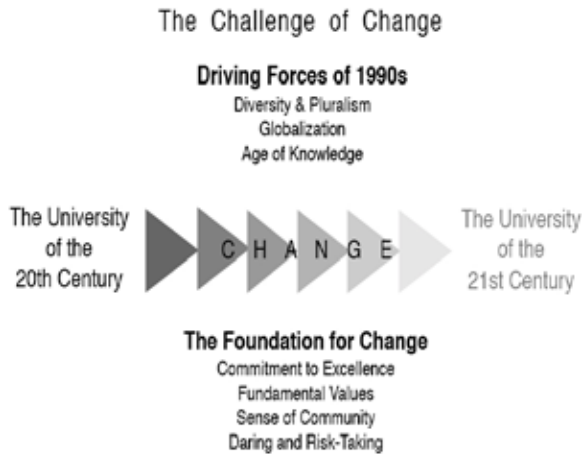 The Challenge of Change
Driving Forces of 1990s
Diversity & Pluralism
Globalization
Age of Knowledge
The University
of the
20th Century
C H A N G E
The University
of the
21st Century
The Foundation for Change
Commitment to Excellence
Fundamental Values
Sense of Community
Daring and Risk-Taking